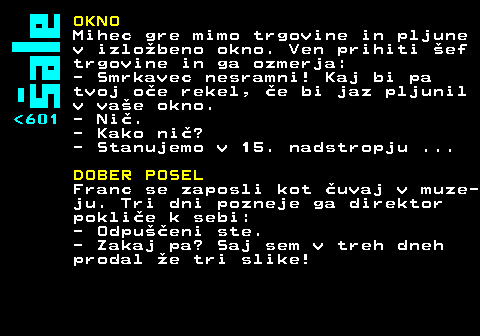 šale
<601
OKNO
Mihec gre mimo trgovine in pljune
v izložbeno okno. Ven prihiti šef
trgovine in ga ozmerja:
- Smrkavec nesramni! Kaj bi pa
tvoj oče rekel, če bi jaz pljunil
v vaše okno.
- Nič.
- Kako nič?
- Stanujemo v 15. nadstropju ...
DOBER POSEL
Franc se zaposli kot čuvaj v muze-
ju. Tri dni pozneje ga direktor
pokliče k sebi:
- Odpuščeni ste.
- Zakaj pa? Saj sem v treh dneh
prodal že tri slike!